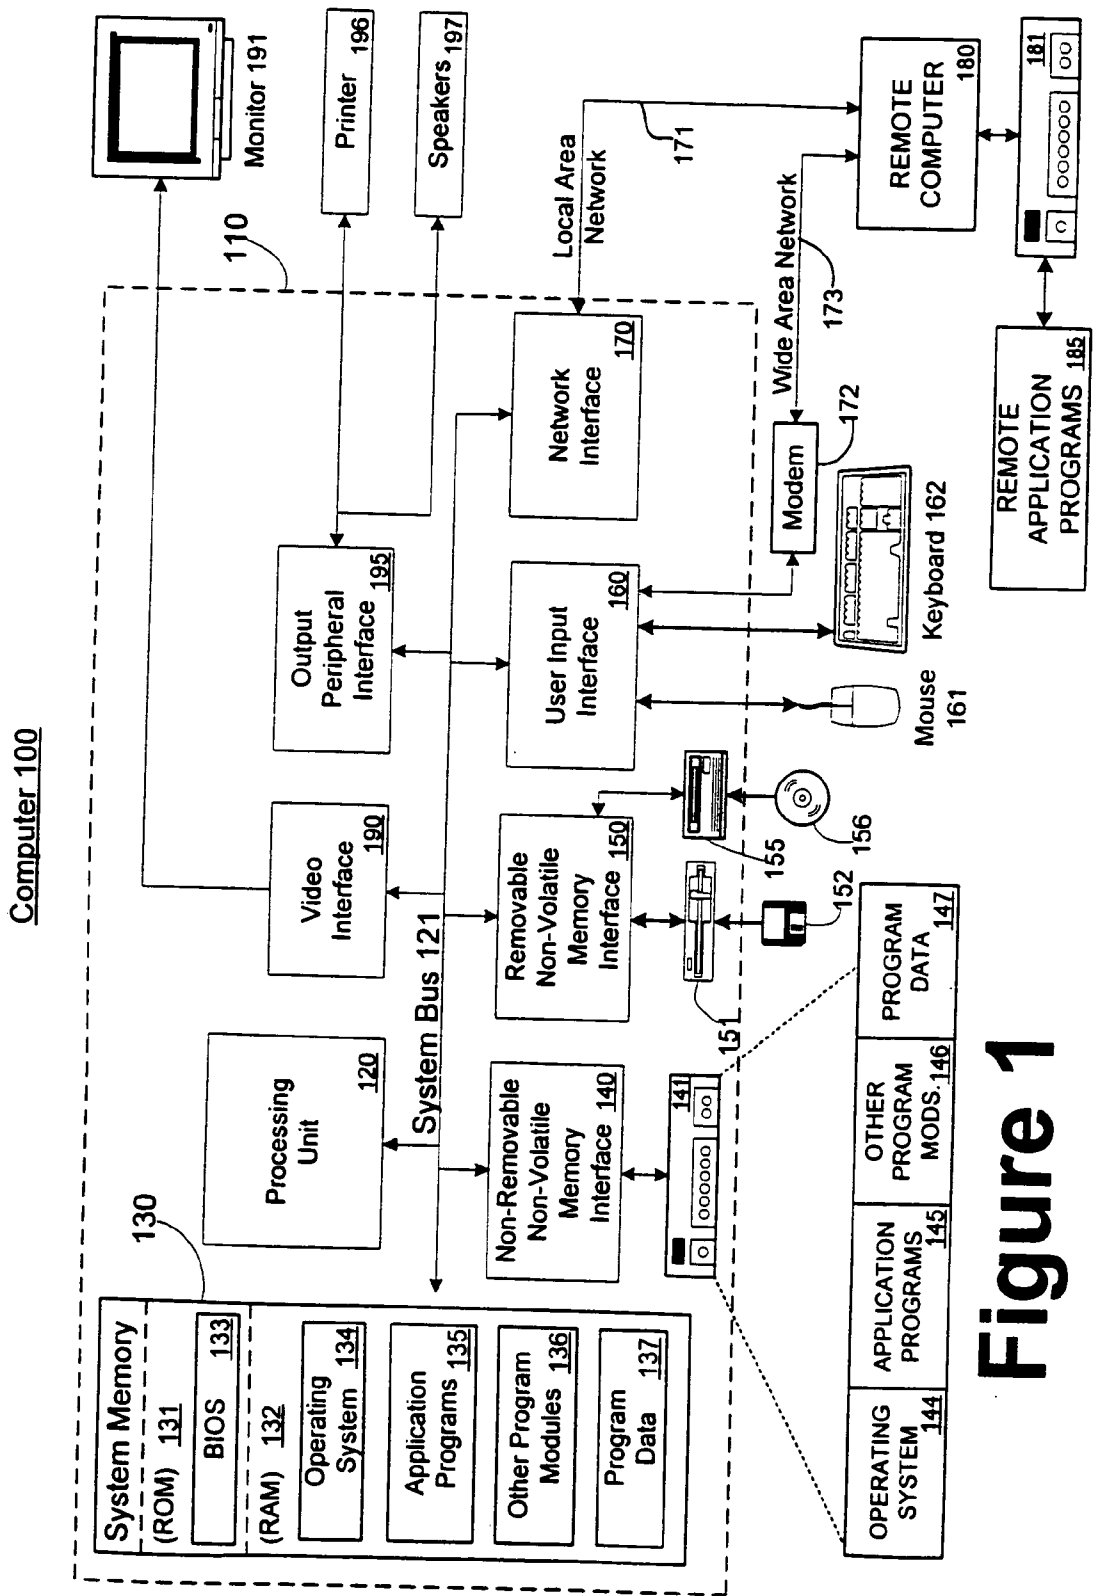 Computer 100
110
130
System Memory
(ROM) 131
BIOS 133
(RAM) 132
Operating
System 134
Application
Programs 135
Other Program
Modules 136
Program
Data 137
Processing
Unit
120
System Bus 121
Video
Interface
190
Output
Peripheral
Interface
195
Monitor 191
Printer 196
Speakers 197
Non-Removable
Non-Volatile
Memory
Interface 140
Removable
Non-Volatile
Memory
Interface 150
User Input
Interface
160
Network
Interface
170
Local Area
Network
171
141
151
152
155
156
Mouse
161
Keyboard 162
Modem
172
Wide Area Network
173
REMOTE
COMPUTER
180
181
REMOTE
APPLICATION
PROGRAMS 185
OPERATING
SYSTEM 144
APPLICATION
PROGRAMS 145
OTHER
PROGRAM
MODS. 146
PROGRAM
DATA 147
Figure 1